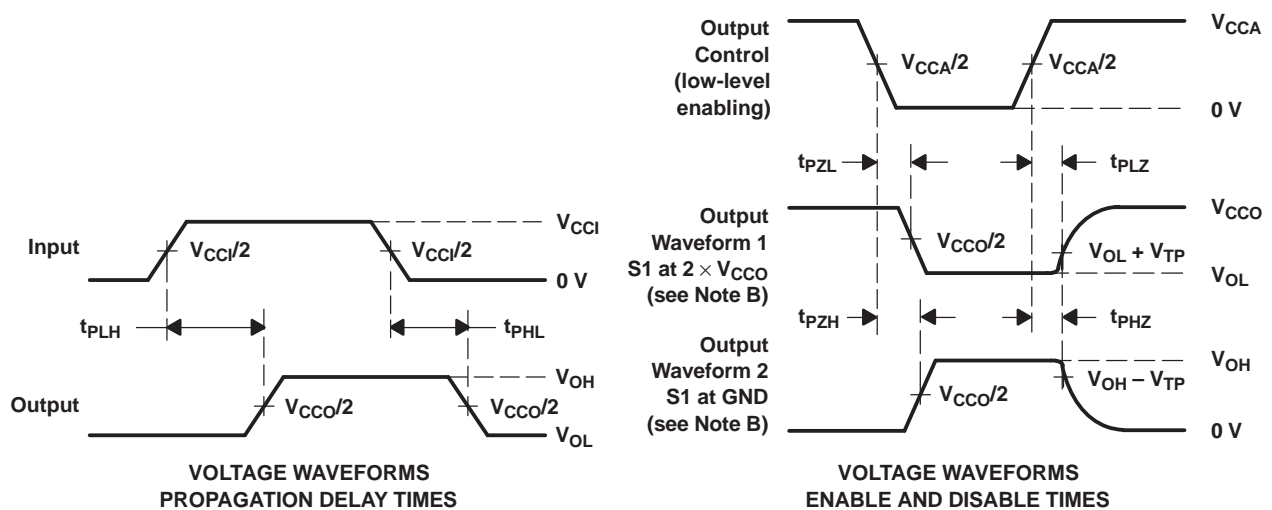 Input
V_CCI/2
V_CCI/2
V_CCI
0 V
t_PLH
t_PHL
Output
V_CCO/2
V_CCO/2
V_OH
V_OL
VOLTAGE WAVEFORMS
PROPAGATION DELAY TIMES
Output
Control
(low-level
enabling)
V_CCA/2
V_CCA/2
V_CCA
0 V
t_PZL
t_PLZ
Output
Waveform 1
S1 at 2 × V_CCO
(see Note B)
V_CCO/2
V_CCO
V_OL + V_TP
V_OL
t_PZH
t_PHZ
Output
Waveform 2
S1 at GND
(see Note B)
V_CCO/2
V_OH
V_OH − V_TP
0 V
VOLTAGE WAVEFORMS
ENABLE AND DISABLE TIMES